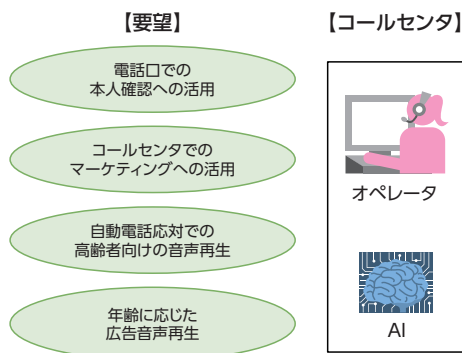 【要望】
電話口での
本人確認への活用
コールセンタでの
マーケティングへの活用
自動電話応対での
高齢者向けの音声再生
年齢に応じた
広告音声再生
【コールセンタ】
オペレータ
AI